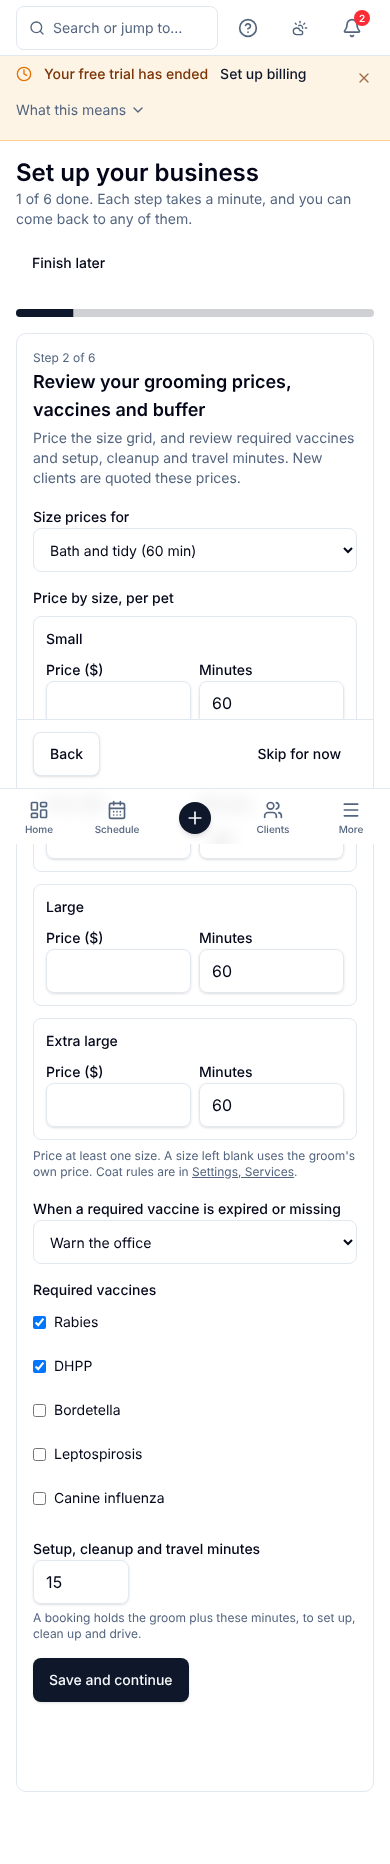 Search or jump to...
2
Your free trial has ended Set up billing
What this means
Set up your business
1 of 6 done. Each step takes a minute, and you can
come back to any of them.
Finish later
Step 2 of 6
Review your grooming prices,
vaccines and buffer
Price the size grid, and review required vaccines
and setup, cleanup and travel minutes. New
clients are quoted these prices.
Size prices for
Bath and tidy (60 min)
Price by size, per pet
Small
Price ($) Minutes
60
Back Skip for now
Home Schedule Clients More
Large
Price ($) Minutes
60
Extra large
Price ($) Minutes
60
Price at least one size. A size left blank uses the groom's
own price. Coat rules are in Settings, Services.
When a required vaccine is expired or missing
Warn the office
Required vaccines
Rabies
DHPP
Bordetella
Leptospirosis
Canine influenza
Setup, cleanup and travel minutes
15
A booking holds the groom plus these minutes, to set up,
clean up and drive.
Save and continue